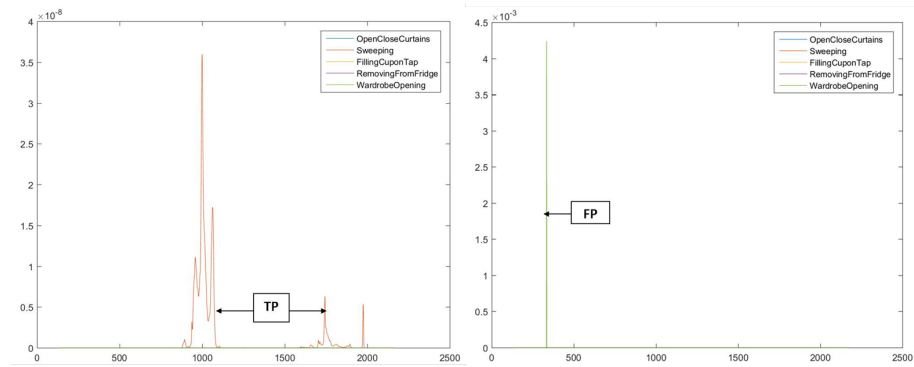 ×10-8
4
3.5
3
2.5
2
1.5
1
0.5
0
0 500 1000 1500 2000 2500
OpenCloseCurtains
Sweeping
FillingCuponTap
RemovingFromFridge
WardrobeOpening
TP
×10-3
4.5
4
3.5
3
2.5
2
1.5
1
0.5
0
0 500 1000 1500 2000 2500
OpenCloseCurtains
Sweeping
FillingCuponTap
RemovingFromFridge
WardrobeOpening
FP